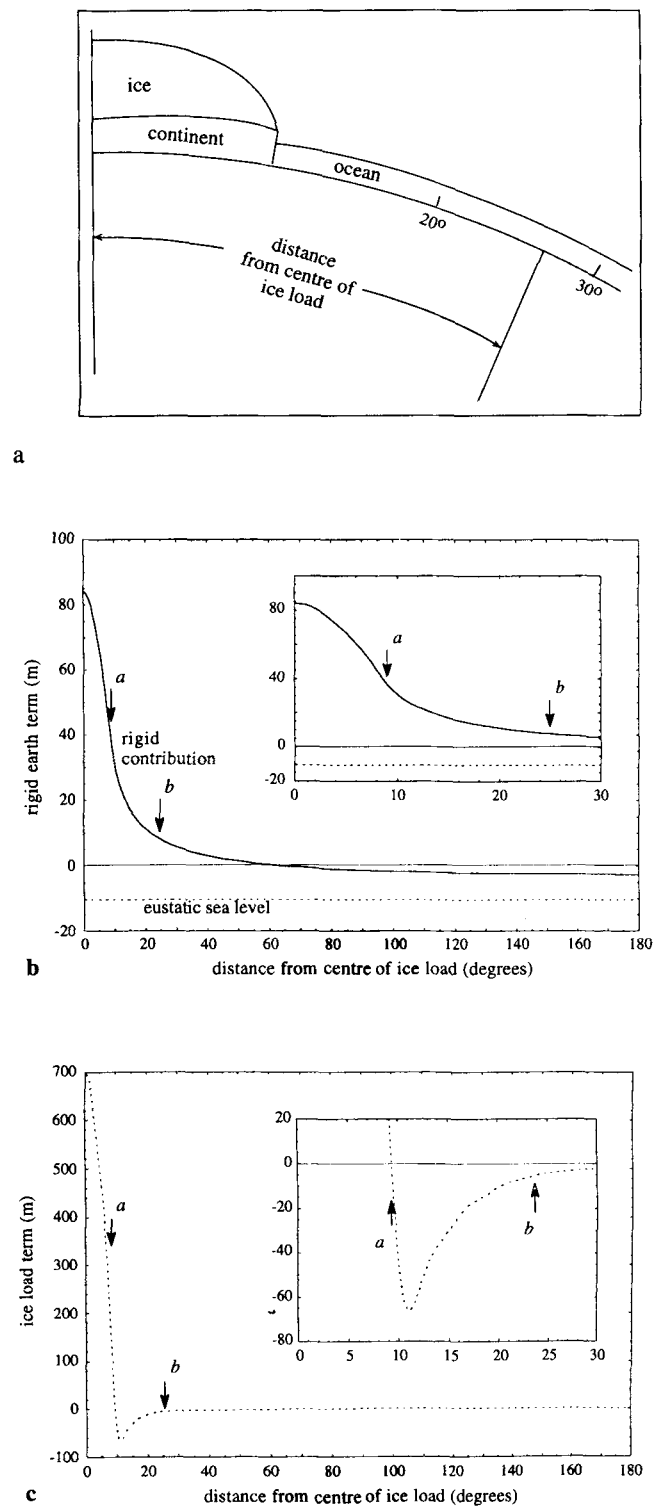 ice
continent
ocean
20o
30o
distance
from centre of
ice load
a
100
80
60
40
20
0
-20
rigid earth term (m)
a
rigid
contribution
b
eustatic sea level
0 20 40 60 80 100 120 140 160 180
distance from centre of ice load (degrees)
80
40
0
-20
a
b
0 10 20 30
b
700
600
500
400
300
200
100
0
-100
ice load term (m)
a
b
0 20 40 60 80 100 120 140 160 180
distance from centre of ice load (degrees)
20
0
-20
-40
-60
-80
a
b
0 5 10 15 20 25 30
c